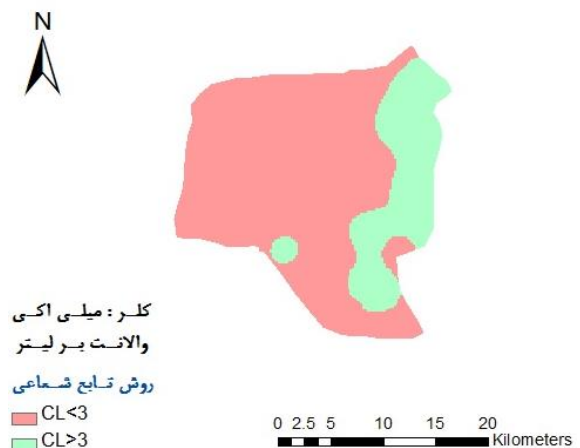 N
کلر : میلی اکی
والانت بر لیتر
روش تابع شعاعی
CL<3
CL>3
0 2.5 5 10 15 20
Kilometers